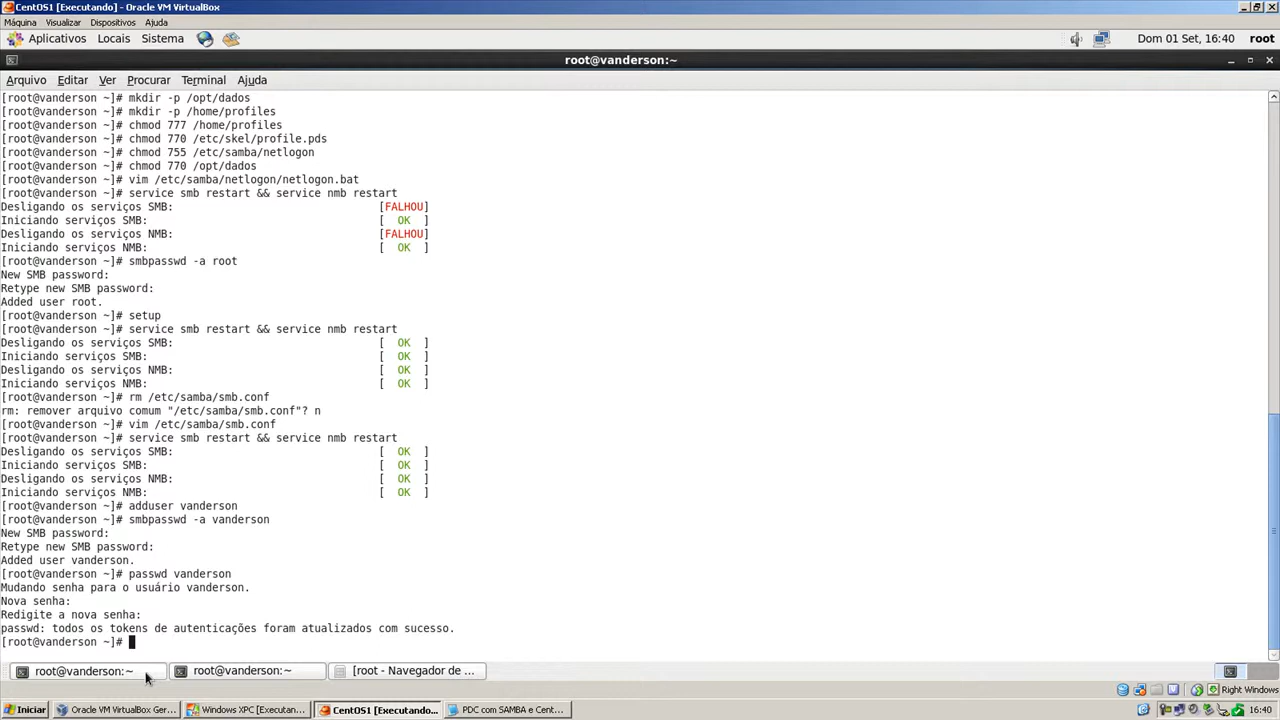 CentOS1 [Executando] - Oracle VM VirtualBox
Máquina Visualizar Dispositivos Ajuda
Aplicativos Locais Sistema Dom 01 Set, 16:40 root
root@vanderson:~
Arquivo Editar Ver Procurar Terminal Ajuda
[root@vanderson ~]# mkdir -p /opt/dados
[root@vanderson ~]# mkdir -p /home/profiles
[root@vanderson ~]# chmod 777 /home/profiles
[root@vanderson ~]# chmod 770 /etc/skel/profile.pds
[root@vanderson ~]# chmod 755 /etc/samba/netlogon
[root@vanderson ~]# chmod 770 /opt/dados
[root@vanderson ~]# vim /etc/samba/netlogon/netlogon.bat
[root@vanderson ~]# service smb restart && service nmb restart
Desligando os serviços SMB: [FALHOU]
Iniciando serviços SMB: [ OK ]
Desligando os serviços NMB: [FALHOU]
Iniciando serviços NMB: [ OK ]
[root@vanderson ~]# smbpasswd -a root
New SMB password:
Retype new SMB password:
Added user root.
[root@vanderson ~]# setup
[root@vanderson ~]# service smb restart && service nmb restart
Desligando os serviços SMB: [ OK ]
Iniciando serviços SMB: [ OK ]
Desligando os serviços NMB: [ OK ]
Iniciando serviços NMB: [ OK ]
[root@vanderson ~]# rm /etc/samba/smb.conf
rm: remover arquivo comum "/etc/samba/smb.conf"? n
[root@vanderson ~]# vim /etc/samba/smb.conf
[root@vanderson ~]# service smb restart && service nmb restart
Desligando os serviços SMB: [ OK ]
Iniciando serviços SMB: [ OK ]
Desligando os serviços NMB: [ OK ]
Iniciando serviços NMB: [ OK ]
[root@vanderson ~]# adduser vanderson
[root@vanderson ~]# smbpasswd -a vanderson
New SMB password:
Retype new SMB password:
Added user vanderson.
[root@vanderson ~]# passwd vanderson
Mudando senha para o usuário vanderson.
Nova senha:
Redigite a nova senha:
passwd: todos os tokens de autenticações foram atualizados com sucesso.
[root@vanderson ~]#
root@vanderson:~ root@vanderson:~ [root - Navegador de ...
Right Windows
Iniciar Oracle VM VirtualBox Ger... Windows XPC [Executan... CentOS1 [Executando... PDC com SAMBA e Cent... 16:40